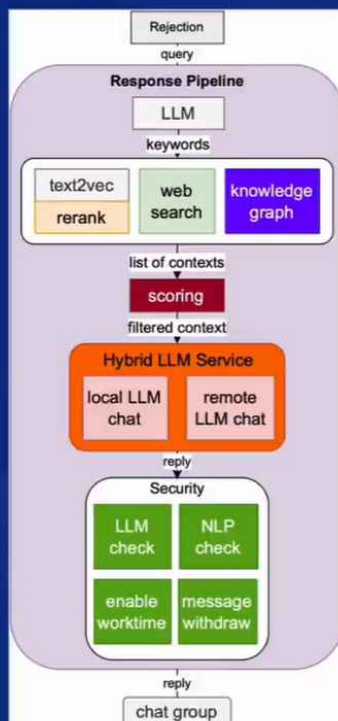 Rejection
query
Response Pipeline
LLM
keywords
text2vec
rerank
web
search
knowledge
graph
list of contexts
scoring
filtered context
Hybrid LLM Service
local LLM
chat
remote
LLM chat
reply
Security
LLM
check
NLP
check
enable
worktime
message
withdraw
reply
chat group